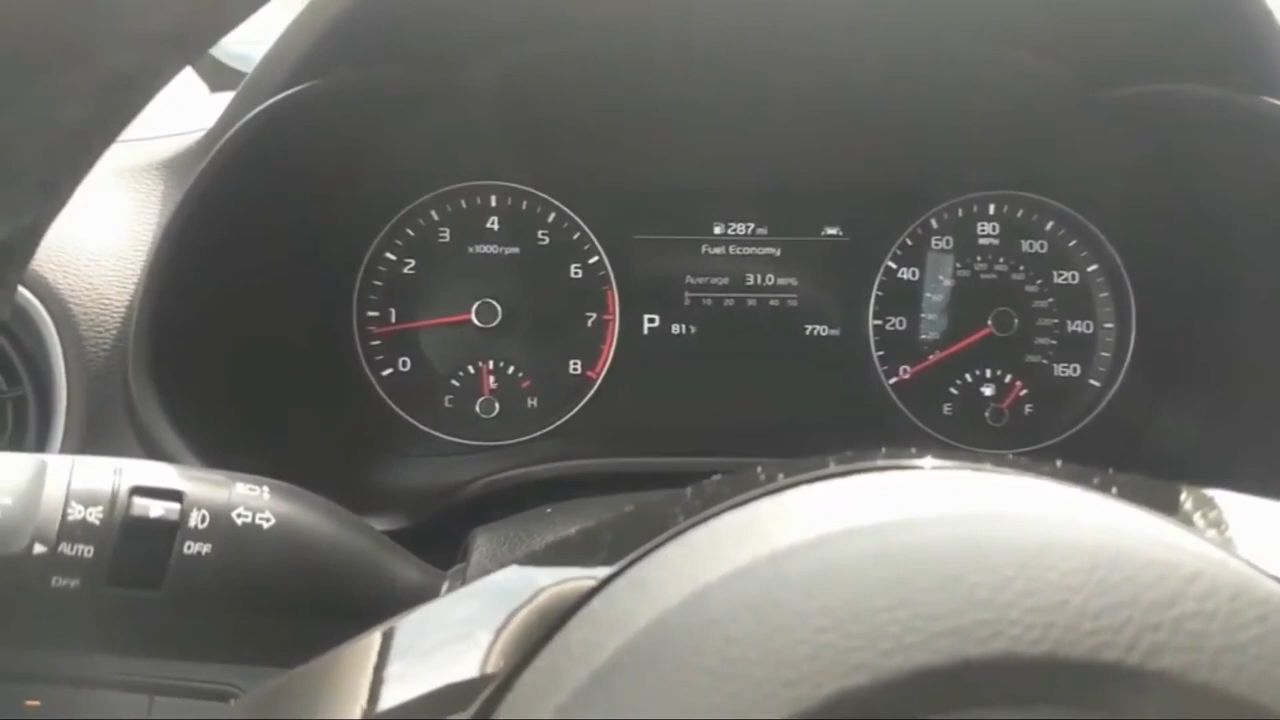 287 mi
Fuel Economy
Average 31.0 MPG
0 10 20 30 40 50
P 81°F 770 mi
0 1 2 3 4 5 6 7 8
x1000rpm
C H
0 20 40 60 80 100 120 140 160
MPH
E F
AUTO
OFF
OFF